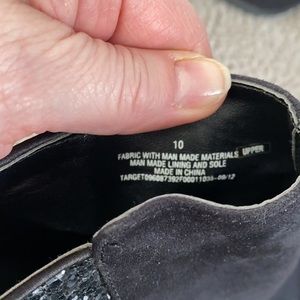 10
FABRIC WITH MAN MADE MATERIALS UPPER
MAN MADE LINING AND SOLE
MADE IN CHINA